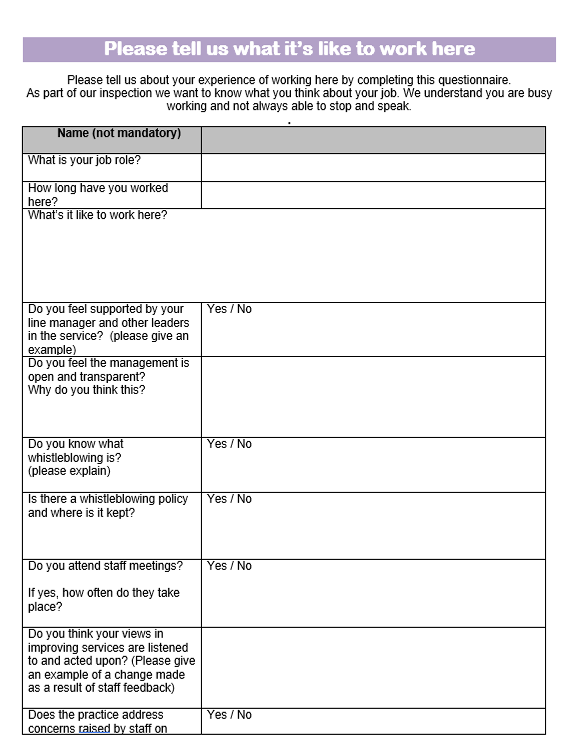 Please tell us what it's like to work here
Please tell us about your experience of working here by completing this questionnaire.
As part of our inspection we want to know what you think about your job. We understand you are busy
working and not always able to stop and speak.
.
Name (not mandatory)
What is your job role?
How long have you worked
here?
What's it like to work here?
Do you feel supported by your
line manager and other leaders
in the service? (please give an
example)
Yes / No
Do you feel the management is
open and transparent?
Why do you think this?
Do you know what
whistleblowing is?
(please explain)
Yes / No
Is there a whistleblowing policy
and where is it kept?
Yes / No
Do you attend staff meetings?
If yes, how often do they take
place?
Yes / No
Do you think your views in
improving services are listened
to and acted upon? (Please give
an example of a change made
as a result of staff feedback)
Does the practice address
concerns raised by staff on
Yes / No